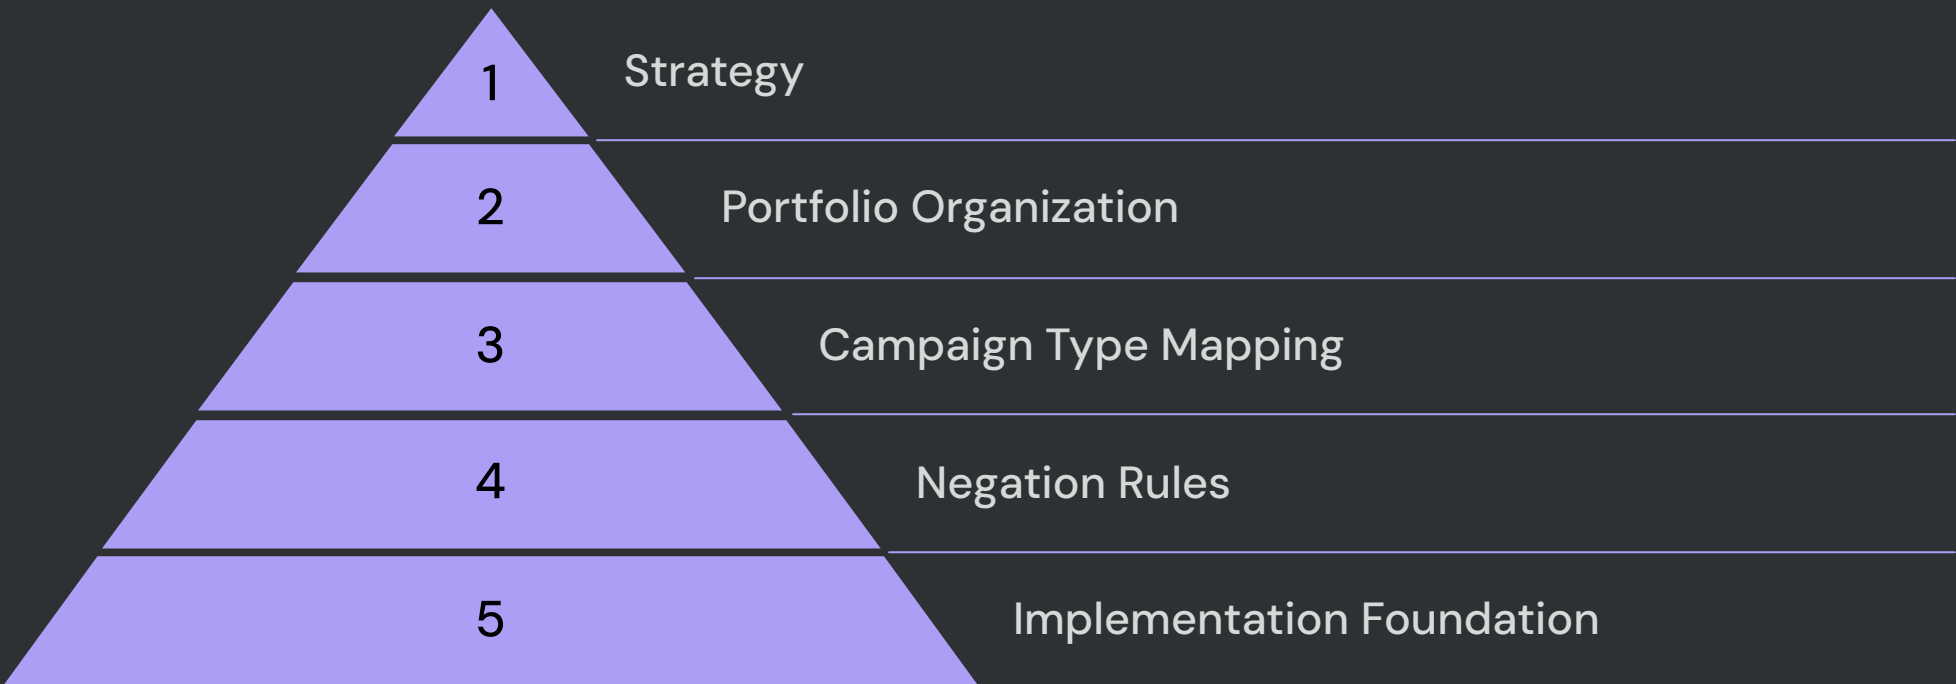 1
Strategy
2
Portfolio Organization
3
Campaign Type Mapping
4
Negation Rules
5
Implementation Foundation